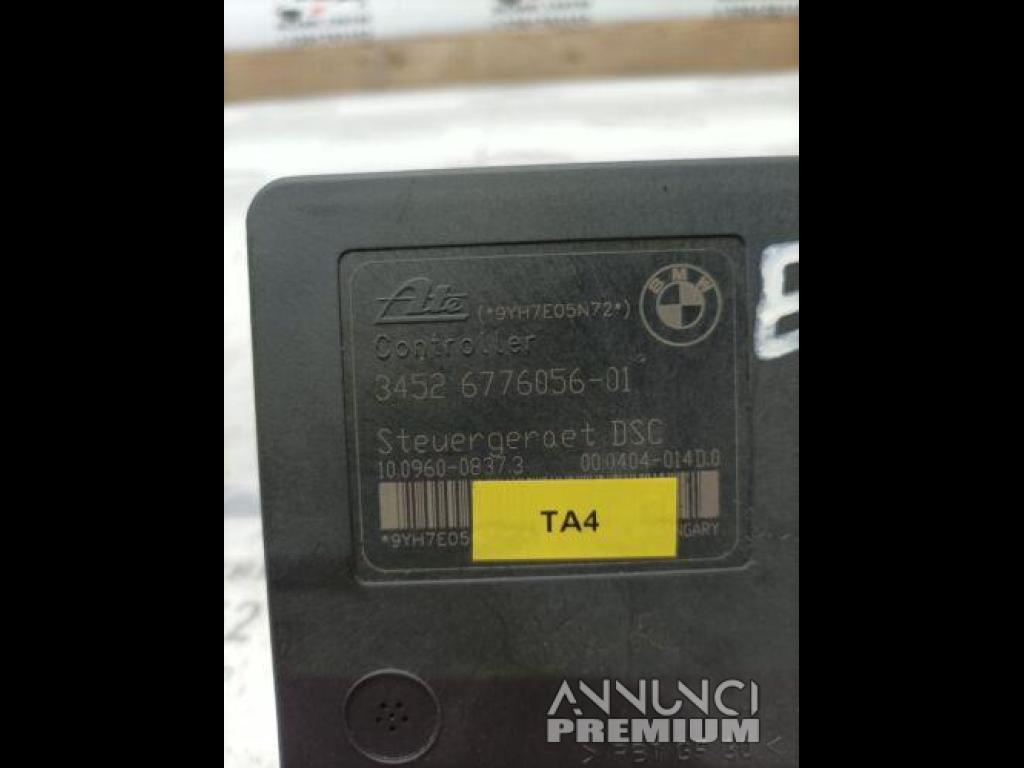 Ate (*9YH7E05N72*) BMW
Controller
3452 6776056-01
Steuergeraet DSC
10.0960-0837.3 00.0404-014D.0
*9YH7E05
TA4
NGARY
ANNUNCI
PREMIUM